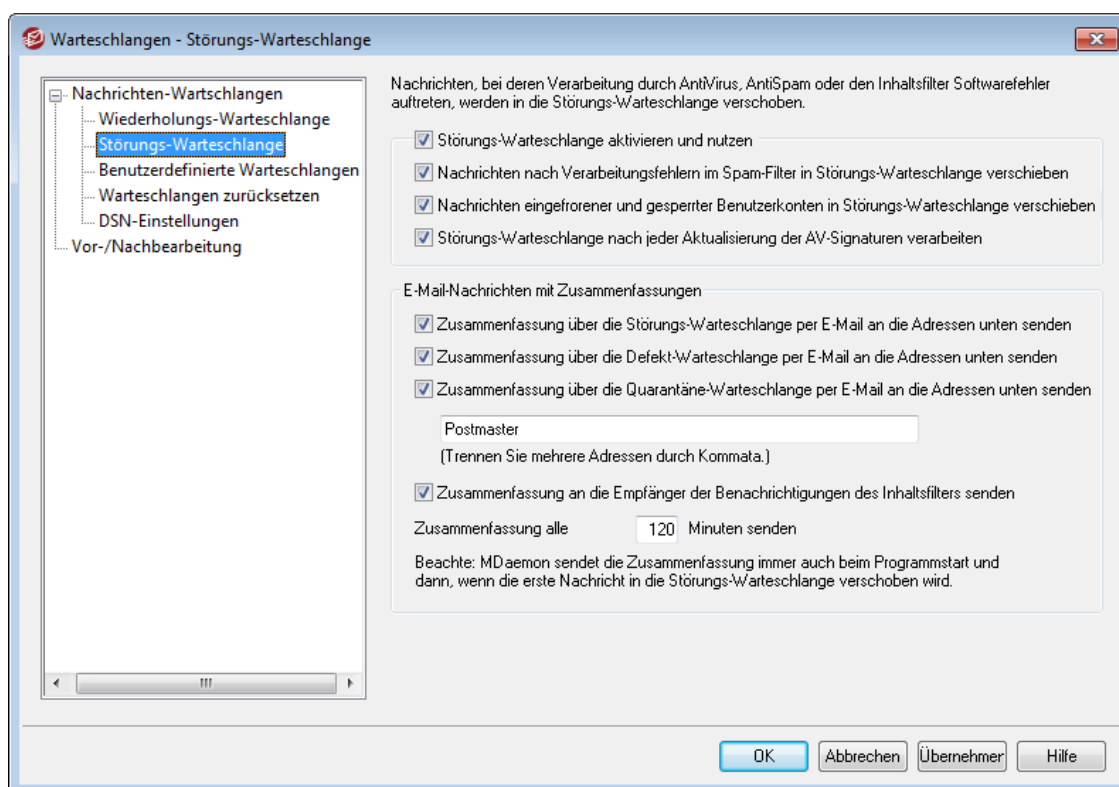 Warteschlangen - Störungs-Warteschlange
Nachrichten-Wartschlangen
Wiederholungs-Warteschlange
Störungs-Warteschlange
Benutzerdefinierte Warteschlangen
Warteschlangen zurücksetzen
DSN-Einstellungen
Vor-/Nachbearbeitung
Nachrichten, bei deren Verarbeitung durch AntiVirus, AntiSpam oder den Inhaltsfilter Softwarefehler
auftreten, werden in die Störungs-Warteschlange verschoben.
Störungs-Warteschlange aktivieren und nutzen
Nachrichten nach Verarbeitungsfehlern im Spam-Filter in Störungs-Warteschlange verschieben
Nachrichten eingefrorener und gesperrter Benutzerkonten in Störungs-Warteschlange verschieben
Störungs-Warteschlange nach jeder Aktualisierung der AV-Signaturen verarbeiten
E-Mail-Nachrichten mit Zusammenfassungen
Zusammenfassung über die Störungs-Warteschlange per E-Mail an die Adressen unten senden
Zusammenfassung über die Defekt-Warteschlange per E-Mail an die Adressen unten senden
Zusammenfassung über die Quarantäne-Warteschlange per E-Mail an die Adressen unten senden
Postmaster
(Trennen Sie mehrere Adressen durch Kommata.)
Zusammenfassung an die Empfänger der Benachrichtigungen des Inhaltsfilters senden
Zusammenfassung alle 120 Minuten senden
Beachte: MDaemon sendet die Zusammenfassung immer auch beim Programmstart und
dann, wenn die erste Nachricht in die Störungs-Warteschlange verschoben wird.
OK Abbrechen Übernehmer Hilfe